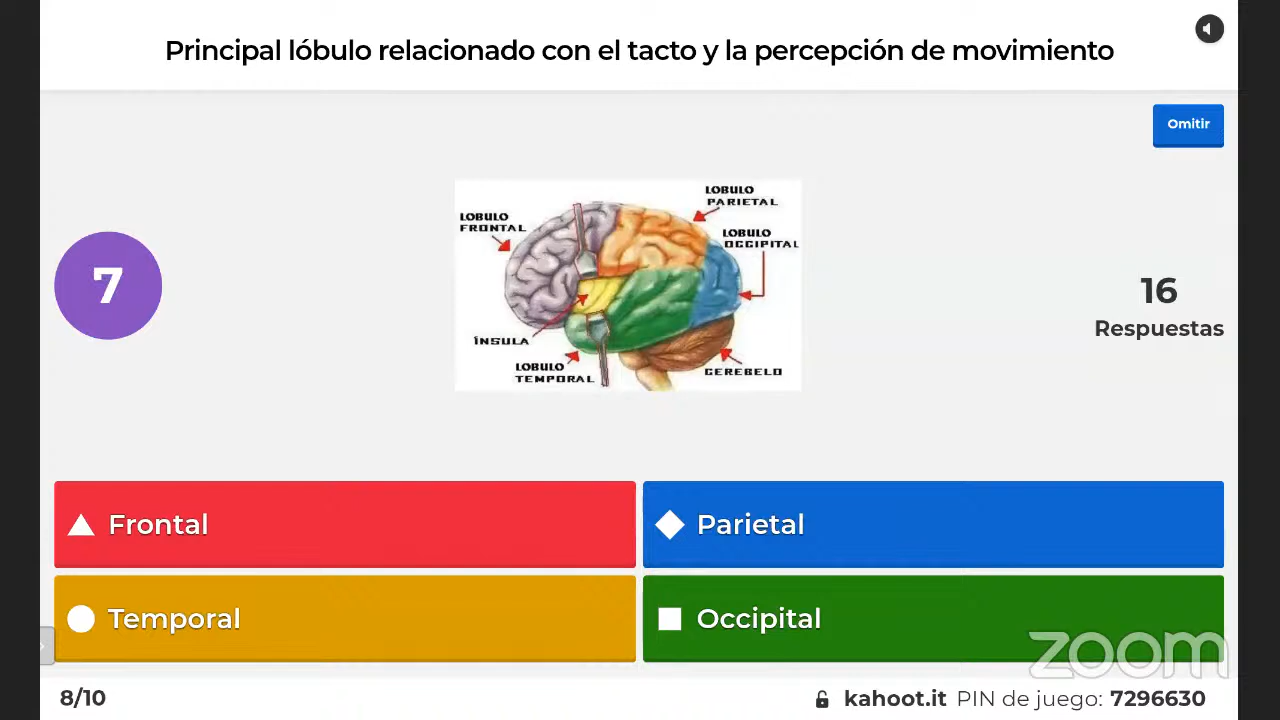 Principal lóbulo relacionado con el tacto y la percepción de movimiento
Omitir
7
LOBULO
FRONTAL
LOBULO
PARIETAL
LOBULO
OCCIPITAL
ÍNSULA
LOBULO
TEMPORAL
CEREBELO
16
Respuestas
Frontal
Parietal
Temporal
Occipital
zoom
8/10
kahoot.it PIN de juego: 7296630